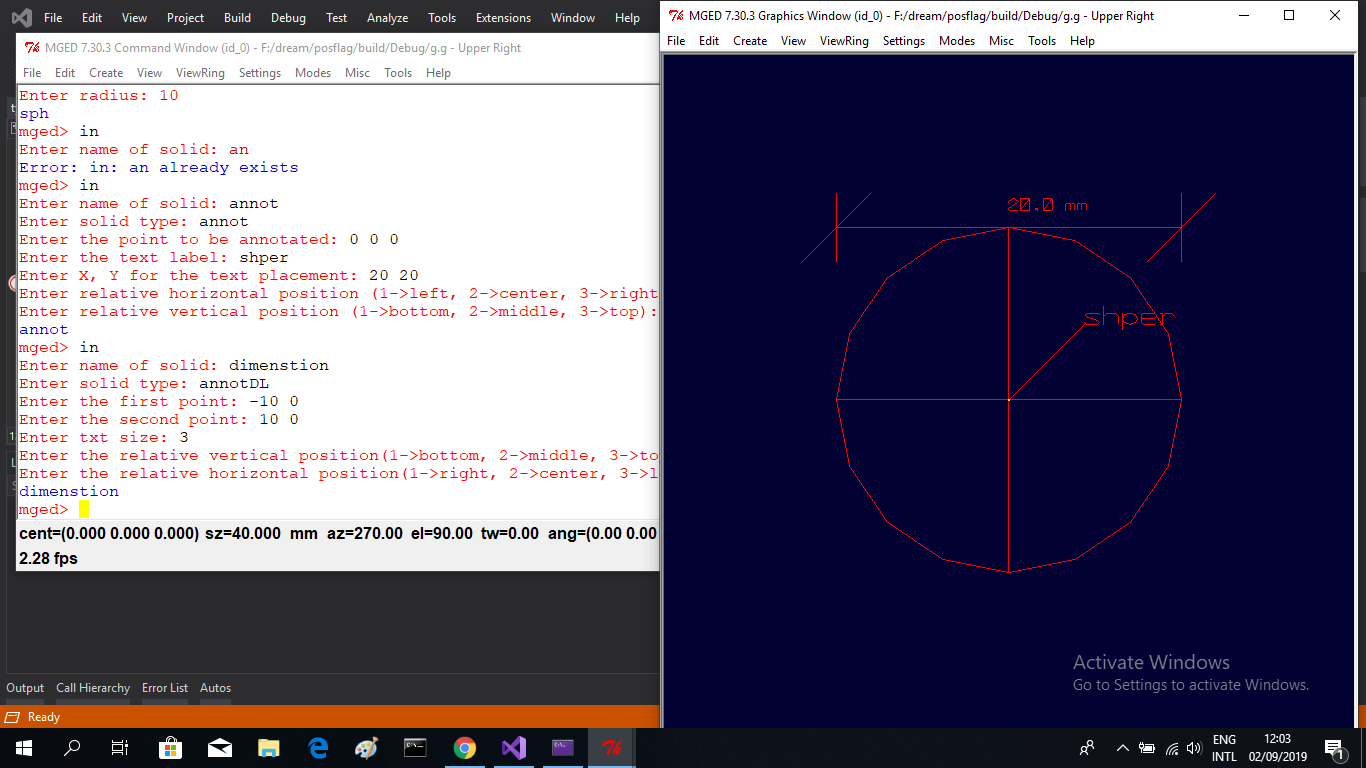 File Edit View Project Build Debug Test Analyze Tools Extensions Window Help
MGED 7.30.3 Command Window (id_0) - F:/dream/posflag/build/Debug/g.g - Upper Right
File Edit Create View ViewRing Settings Modes Misc Tools Help
Enter radius: 10
sph
mged> in
Enter name of solid: an
Error: in: an already exists
mged> in
Enter name of solid: annot
Enter solid type: annot
Enter the point to be annotated: 0 0 0
Enter the text label: shper
Enter X, Y for the text placement: 20 20
Enter relative horizontal position (1->left, 2->center, 3->right
Enter relative vertical position (1->bottom, 2->middle, 3->top):
annot
mged> in
Enter name of solid: dimenstion
Enter solid type: annotDL
Enter the first point: -10 0
Enter the second point: 10 0
Enter txt size: 3
Enter the relative vertical position(1->bottom, 2->middle, 3->to
Enter the relative horizontal position(1->right, 2->center, 3->l
dimenstion
mged>
cent=(0.000 0.000 0.000) sz=40.000 mm az=270.00 el=90.00 tw=0.00 ang=(0.00 0.00
2.28 fps
Output Call Hierarchy Error List Autos
Ready
MGED 7.30.3 Graphics Window (id_0) - F:/dream/posflag/build/Debug/g.g - Upper Right
File Edit Create View ViewRing Settings Modes Misc Tools Help
20.0 mm
shper
Activate Windows
Go to Settings to activate Windows.
ENG
INTL
12:03
02/09/2019
1